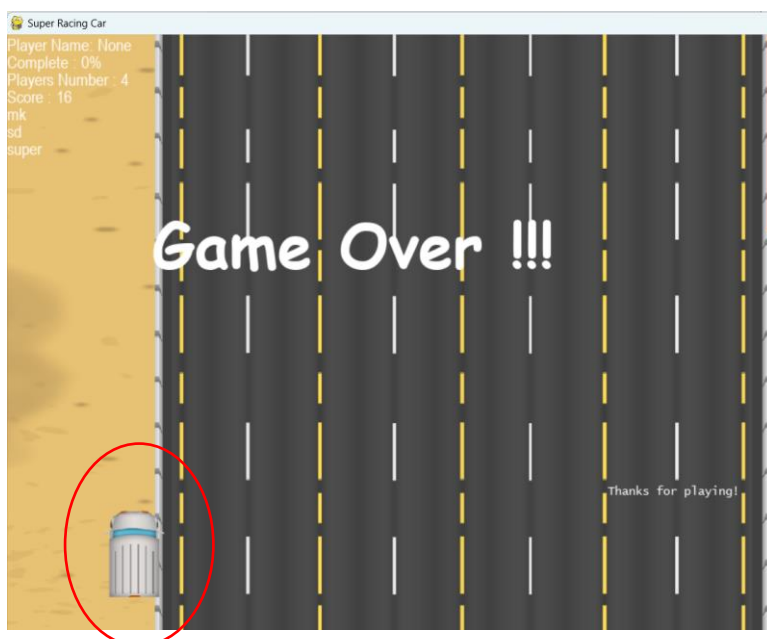 Super Racing Car
Player Name: None
Complete : 0%
Players Number : 4
Score : 16
mk
sd
super
Game Over !!!
Thanks for playing!